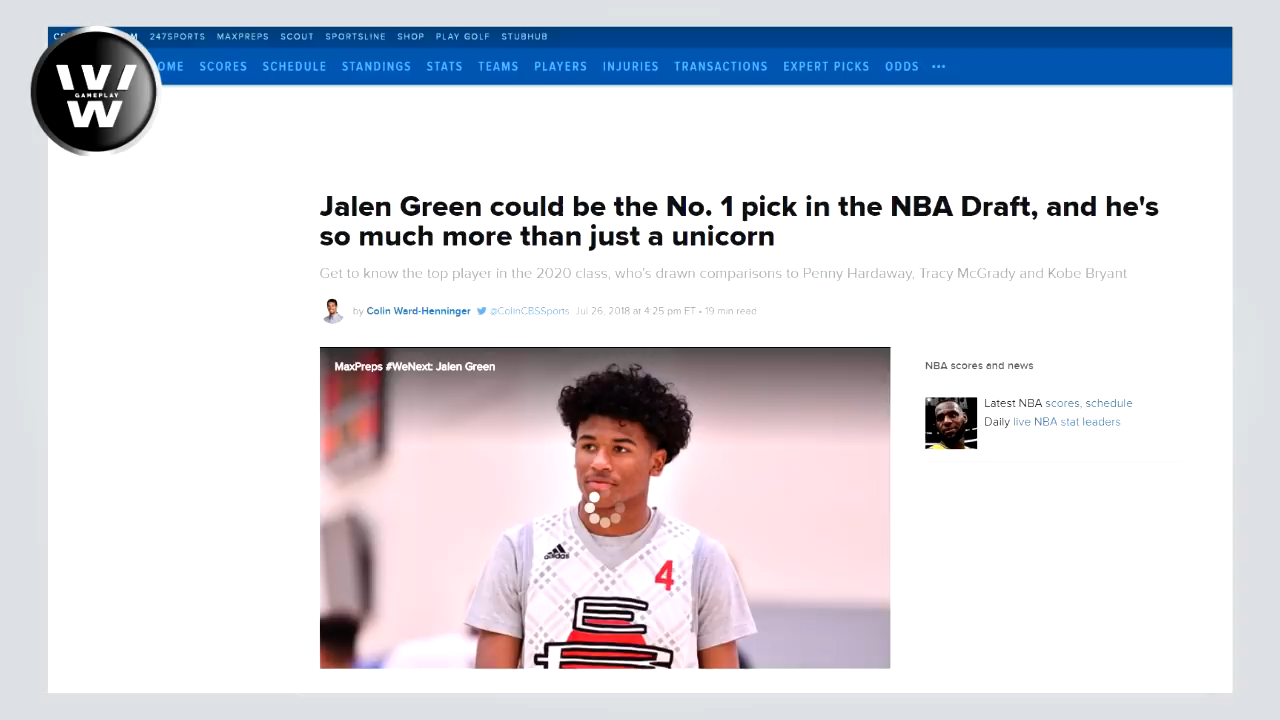 247SPORTS MAXPREPS SCOUT SPORTSLINE SHOP PLAY GOLF STUBHUB
SCORES SCHEDULE STANDINGS STATS TEAMS PLAYERS INJURIES TRANSACTIONS EXPERT PICKS ODDS •••
W
GAMEPLAY
W
Jalen Green could be the No. 1 pick in the NBA Draft, and he's
so much more than just a unicorn
Get to know the top player in the 2020 class, who's drawn comparisons to Penny Hardaway, Tracy McGrady and Kobe Bryant
by Colin Ward-Henninger @ColinCBSSports Jul 26, 2018 at 4:25 pm ET • 19 min read
MaxPreps #WeNext: Jalen Green
NBA scores and news
Latest NBA scores, schedule
Daily live NBA stat leaders
adidas
4